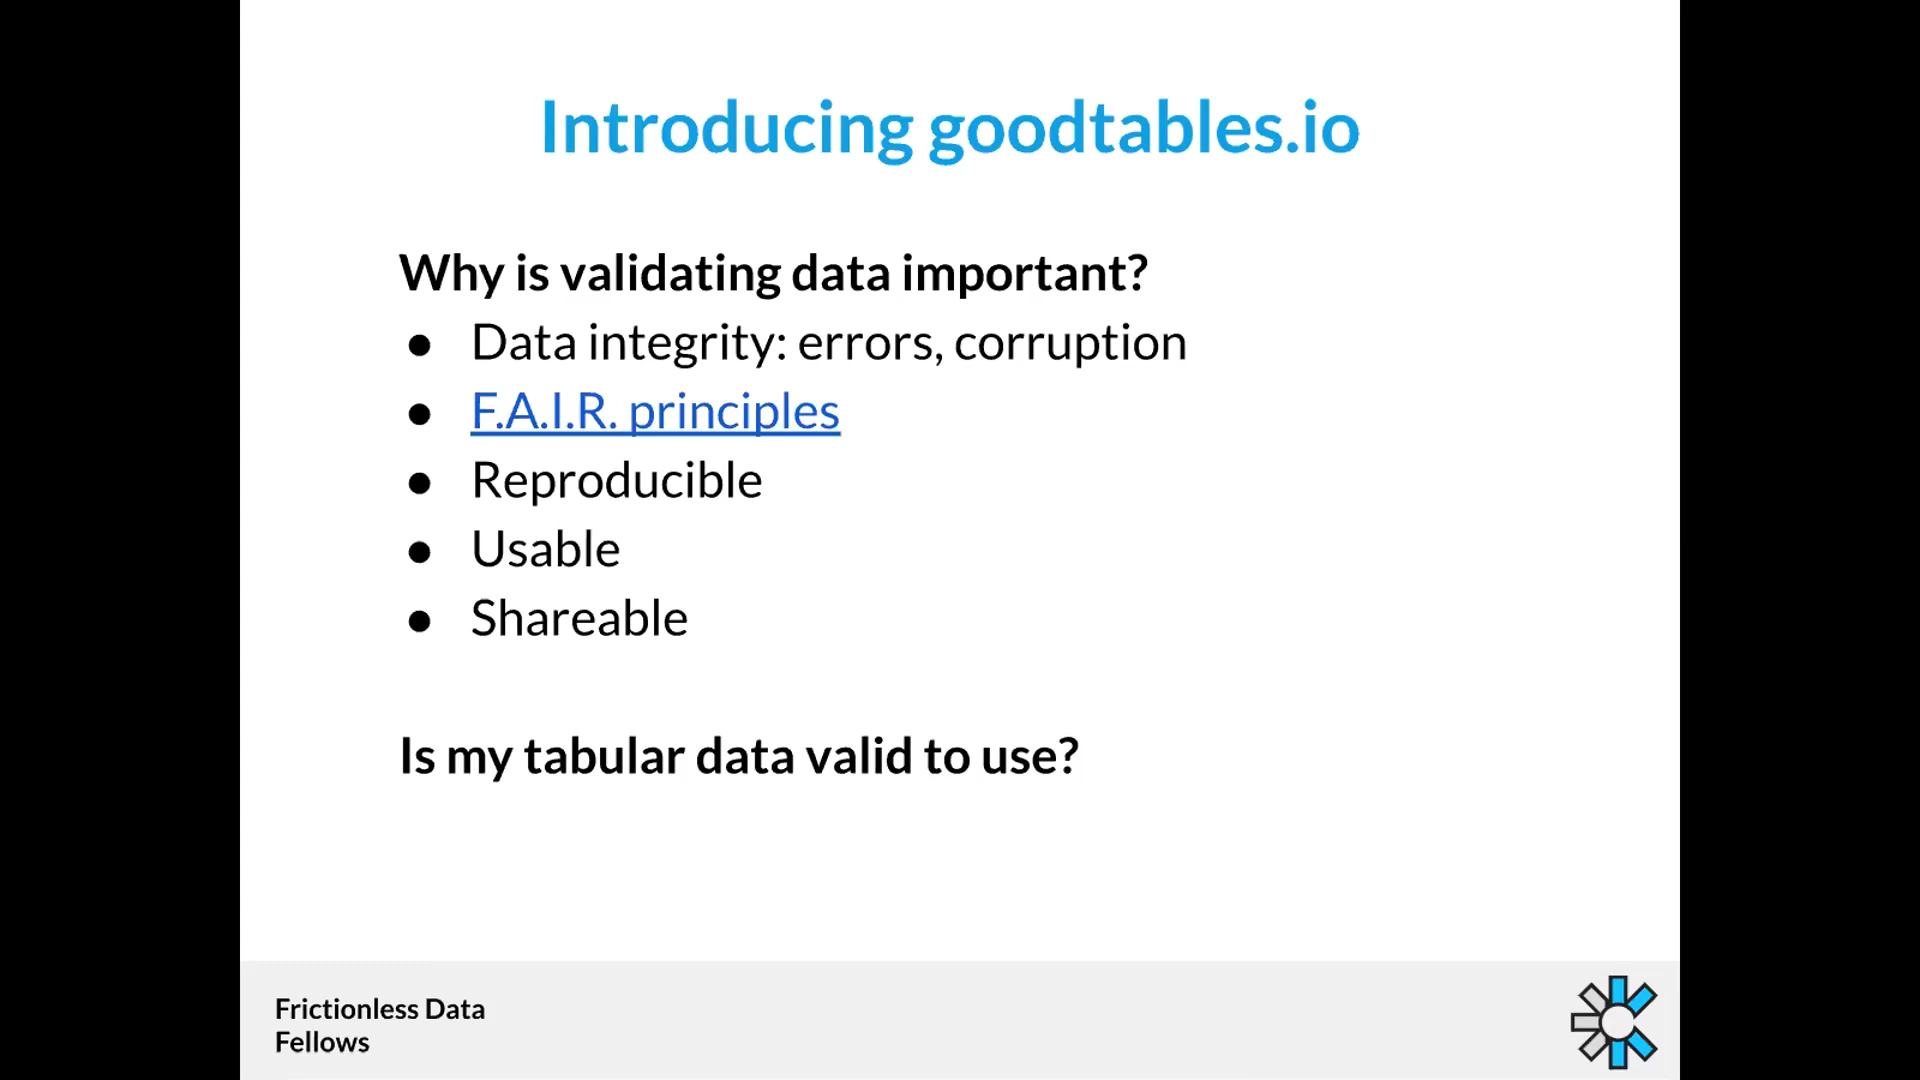 Introducing goodtables.io
Why is validating data important?
● Data integrity: errors, corruption
● F.A.I.R. principles
● Reproducible
● Usable
● Shareable
Is my tabular data valid to use?
Frictionless Data
Fellows